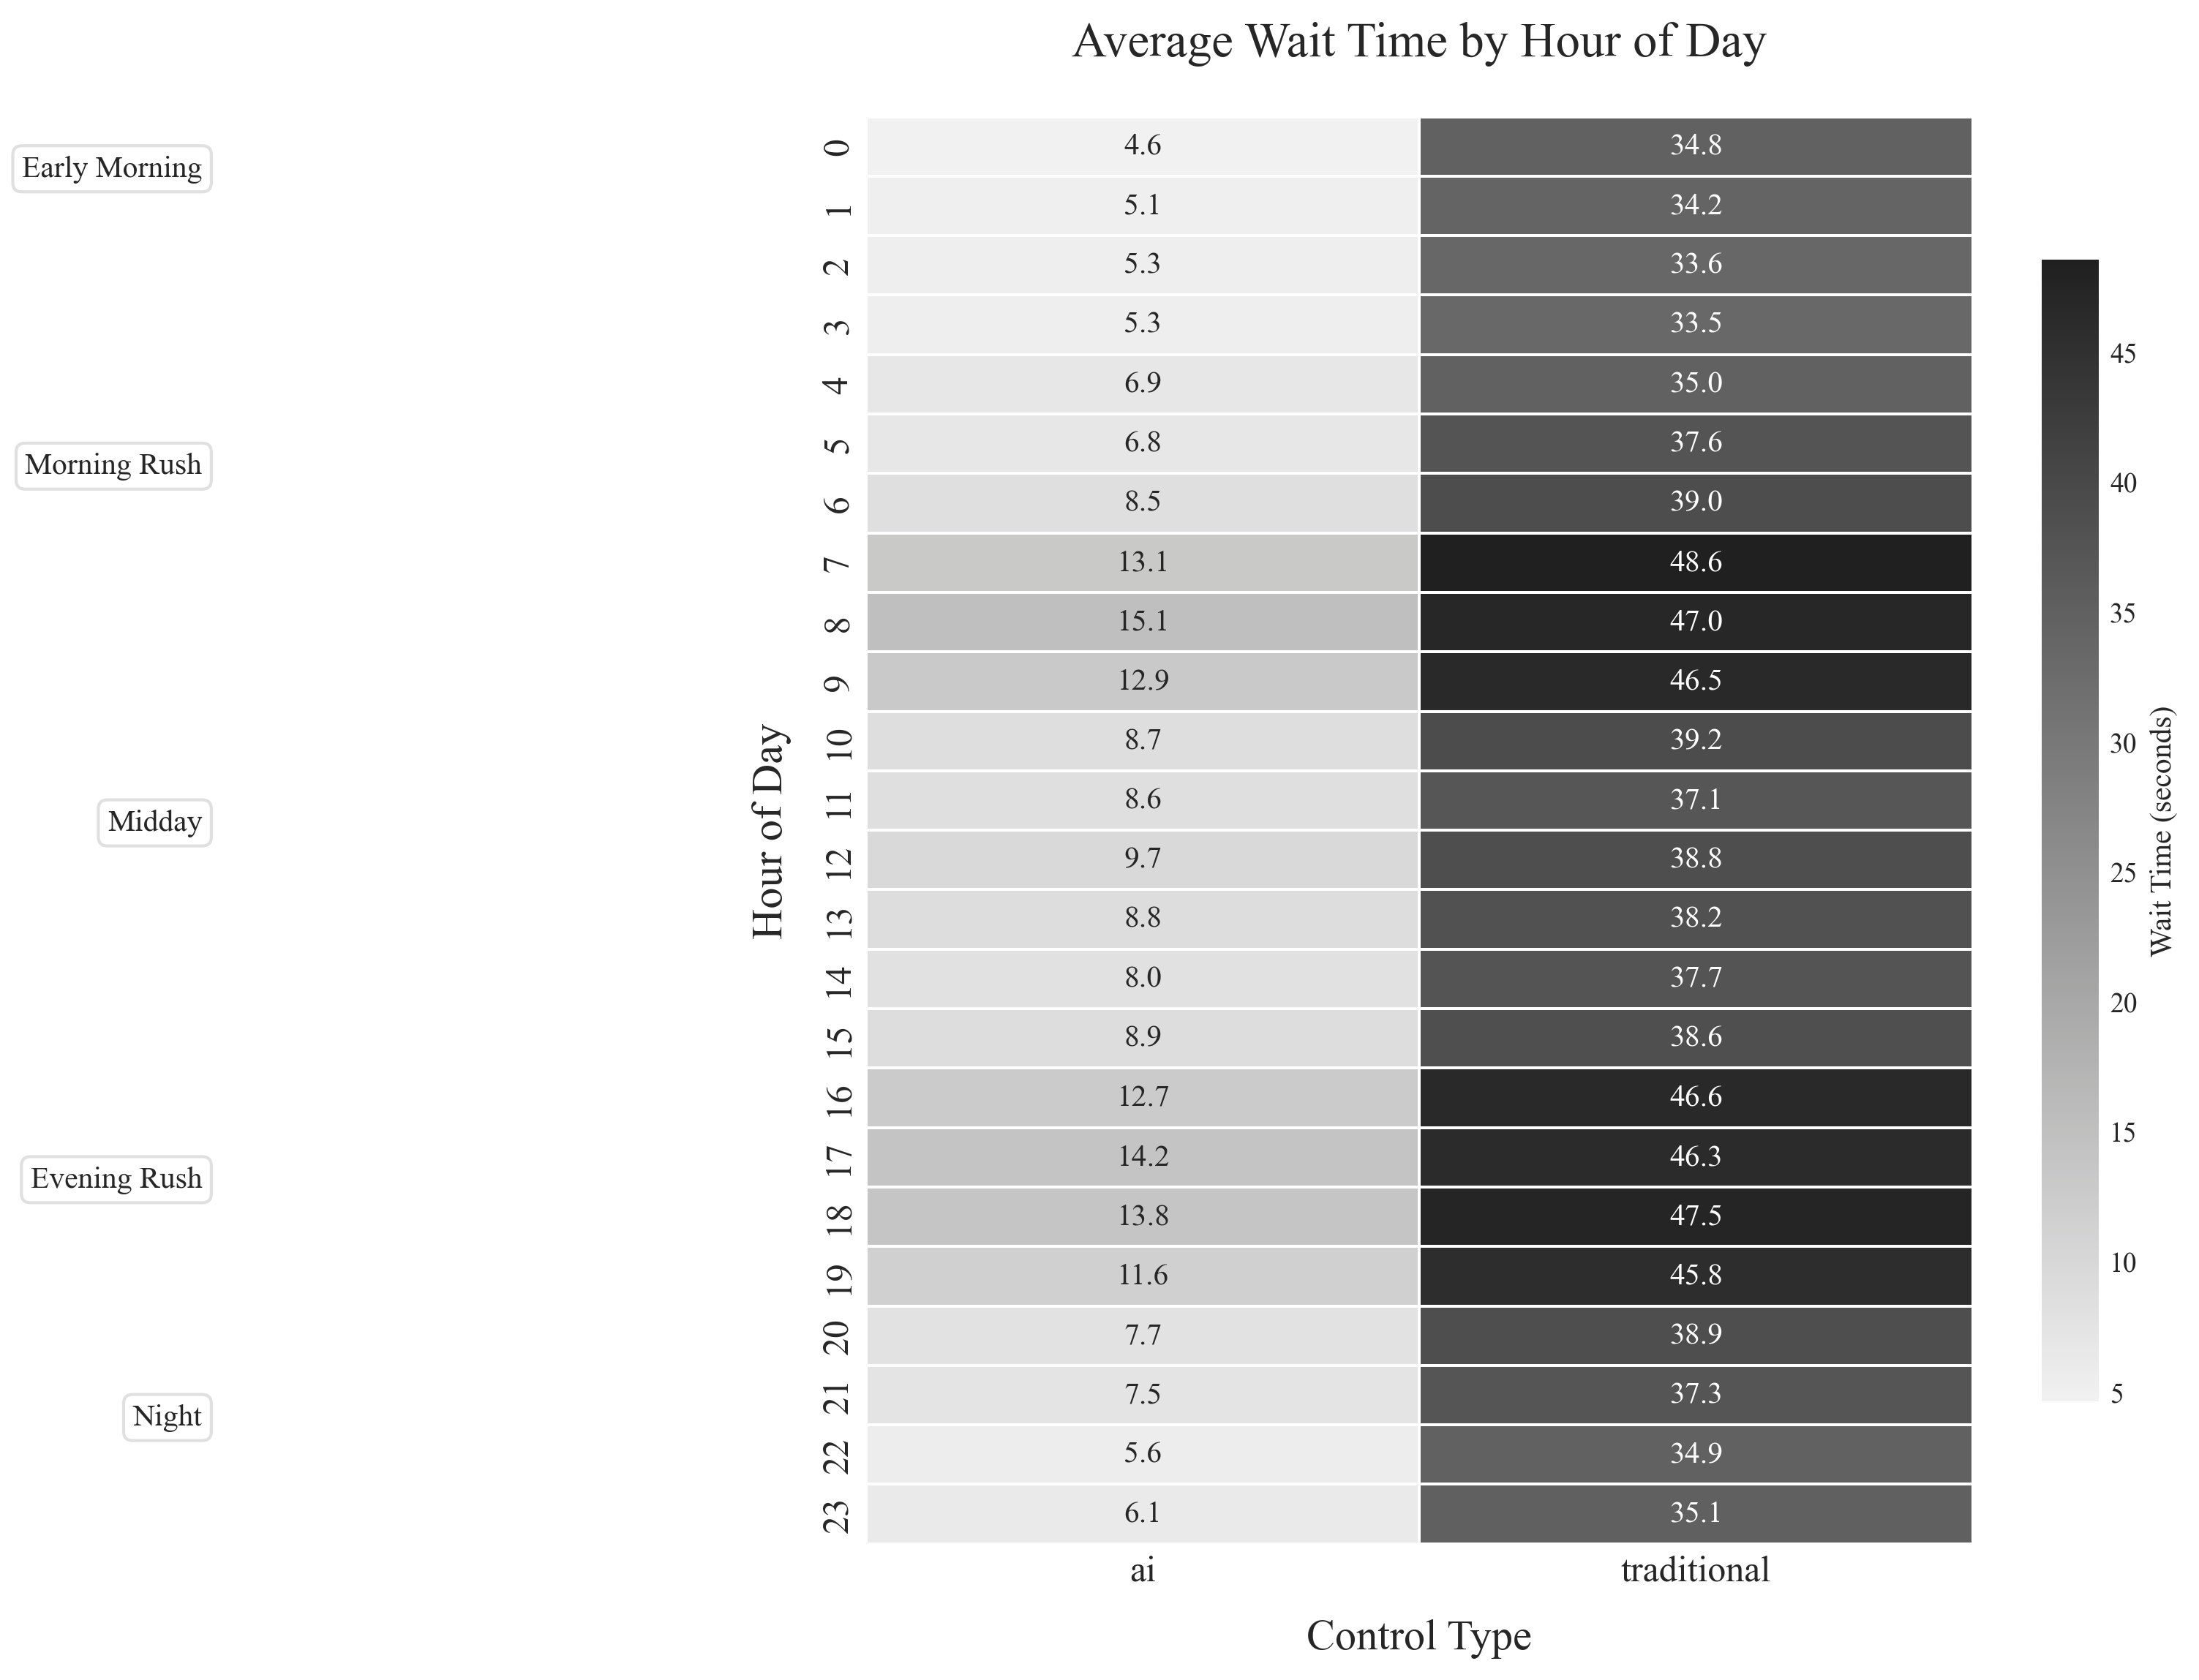 Average Wait Time by Hour of Day
Early Morning
Morning Rush
Midday
Evening Rush
Night
Hour of Day
0 4.6 34.8
1 5.1 34.2
2 5.3 33.6
3 5.3 33.5
4 6.9 35.0
5 6.8 37.6
6 8.5 39.0
7 13.1 48.6
8 15.1 47.0
9 12.9 46.5
10 8.7 39.2
11 8.6 37.1
12 9.7 38.8
13 8.8 38.2
14 8.0 37.7
15 8.9 38.6
16 12.7 46.6
17 14.2 46.3
18 13.8 47.5
19 11.6 45.8
20 7.7 38.9
21 7.5 37.3
22 5.6 34.9
23 6.1 35.1
ai traditional
Control Type
45
40
35
30
25
20
15
10
5
Wait Time (seconds)